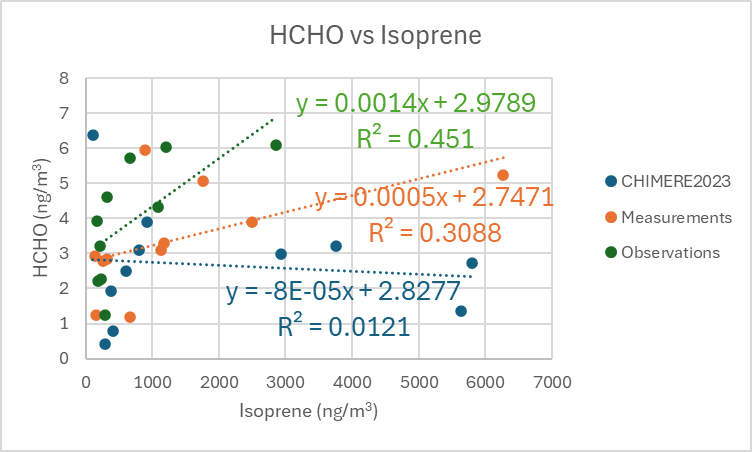 HCHO vs Isoprene
8
7
6
5
4
3
2
1
0
HCHO (ng/m³)
y = 0.0014x + 2.9789
R² = 0.451
y = 0.0005x + 2.7471
R² = 0.3088
y = -8E-05x + 2.8277
R² = 0.0121
0 1000 2000 3000 4000 5000 6000 7000
Isoprene (ng/m³)
CHIMERE2023
Measurements
Observations